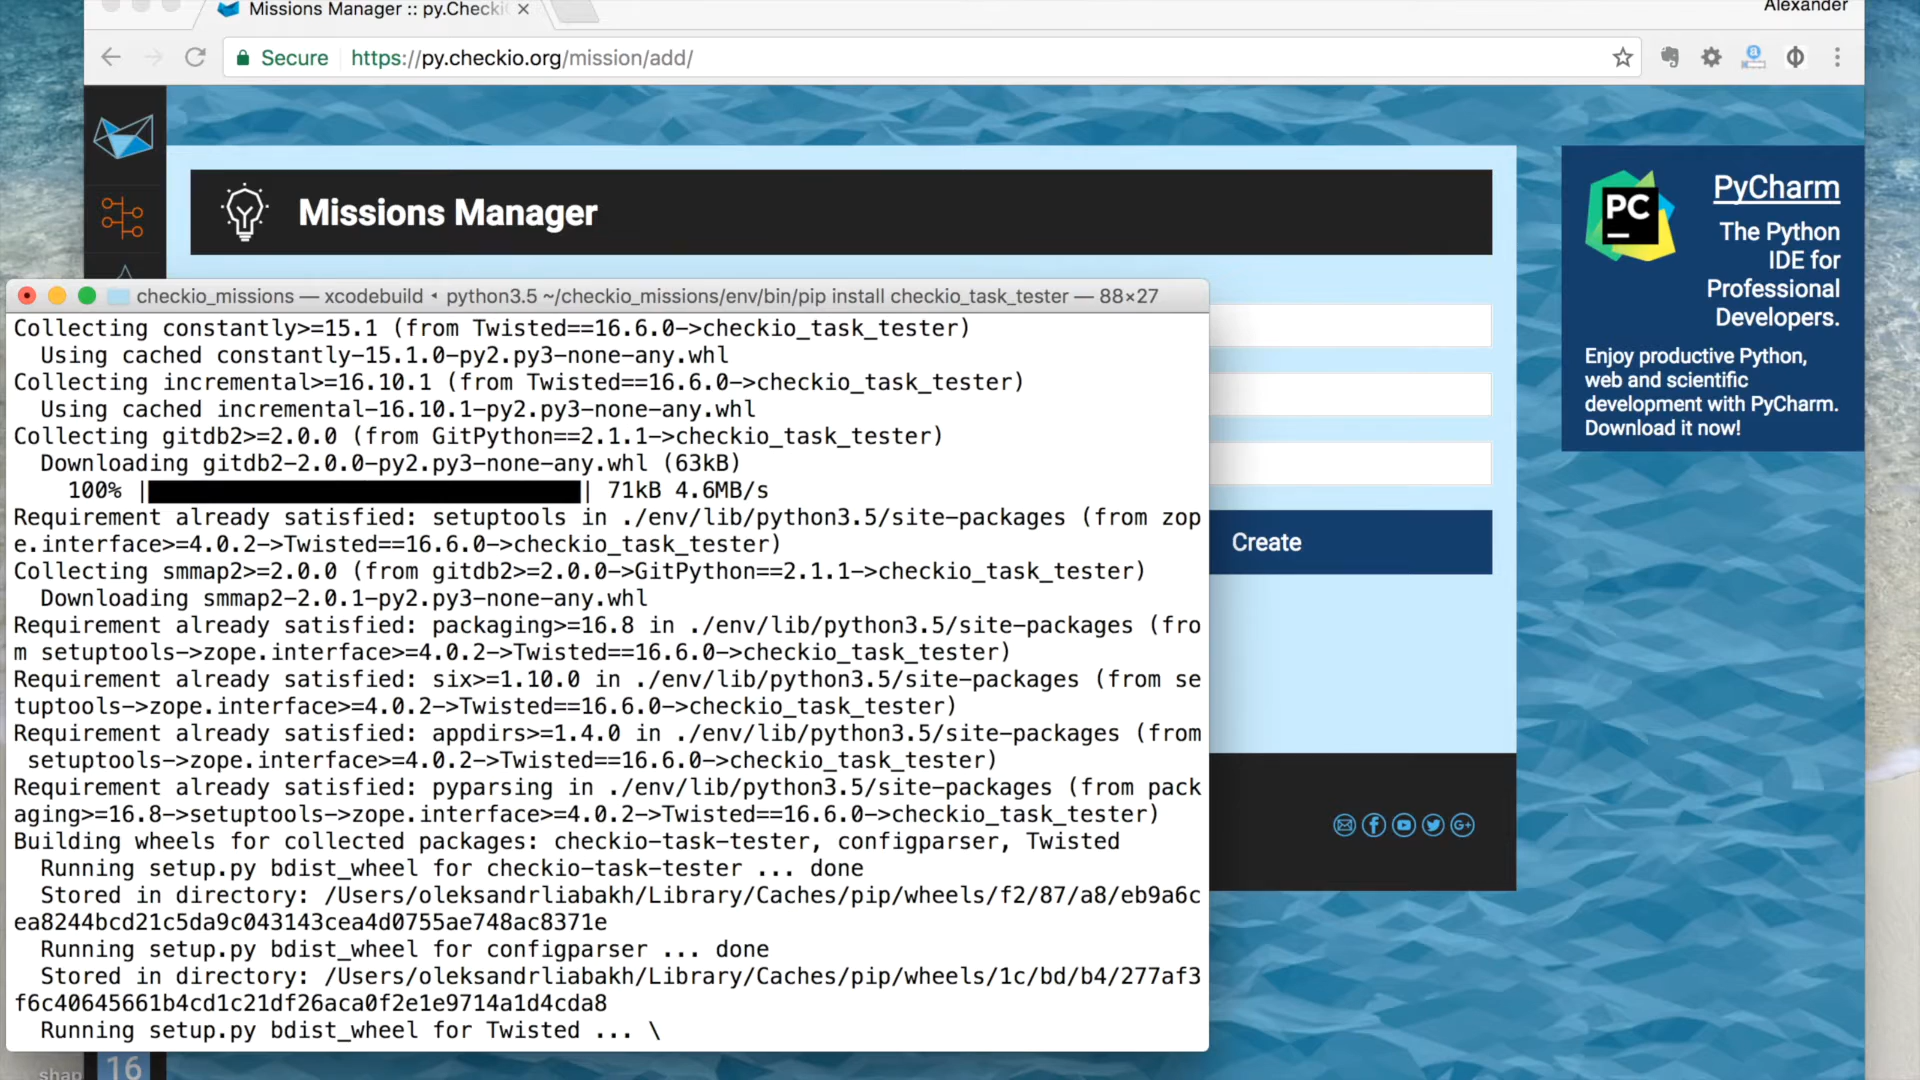 Missions Manager :: py.CheckiO
Alexander
Secure
https://py.checkio.org/mission/add/
Missions Manager
PC
PyCharm
The Python
IDE for
Professional
Developers.
Enjoy productive Python,
web and scientific
development with PyCharm.
Download it now!
checkio_missions — xcodebuild ◂ python3.5 ~/checkio_missions/env/bin/pip install checkio_task_tester — 88×27
Collecting constantly>=15.1 (from Twisted==16.6.0->checkio_task_tester)
Using cached constantly-15.1.0-py2.py3-none-any.whl
Collecting incremental>=16.10.1 (from Twisted==16.6.0->checkio_task_tester)
Using cached incremental-16.10.1-py2.py3-none-any.whl
Collecting gitdb2>=2.0.0 (from GitPython==2.1.1->checkio_task_tester)
Downloading gitdb2-2.0.0-py2.py3-none-any.whl (63kB)
100% |████████████████████████████████| 71kB 4.6MB/s
Requirement already satisfied: setuptools in ./env/lib/python3.5/site-packages (from zop
e.interface>=4.0.2->Twisted==16.6.0->checkio_task_tester)
Collecting smmap2>=2.0.0 (from gitdb2>=2.0.0->GitPython==2.1.1->checkio_task_tester)
Downloading smmap2-2.0.1-py2.py3-none-any.whl
Requirement already satisfied: packaging>=16.8 in ./env/lib/python3.5/site-packages (fro
m setuptools->zope.interface>=4.0.2->Twisted==16.6.0->checkio_task_tester)
Requirement already satisfied: six>=1.10.0 in ./env/lib/python3.5/site-packages (from se
tuptools->zope.interface>=4.0.2->Twisted==16.6.0->checkio_task_tester)
Requirement already satisfied: appdirs>=1.4.0 in ./env/lib/python3.5/site-packages (from
setuptools->zope.interface>=4.0.2->Twisted==16.6.0->checkio_task_tester)
Requirement already satisfied: pyparsing in ./env/lib/python3.5/site-packages (from pack
aging>=16.8->setuptools->zope.interface>=4.0.2->Twisted==16.6.0->checkio_task_tester)
Building wheels for collected packages: checkio-task-tester, configparser, Twisted
Running setup.py bdist_wheel for checkio-task-tester ... done
Stored in directory: /Users/oleksandrliabakh/Library/Caches/pip/wheels/f2/87/a8/eb9a6c
ea8244bcd21c5da9c043143cea4d0755ae748ac8371e
Running setup.py bdist_wheel for configparser ... done
Stored in directory: /Users/oleksandrliabakh/Library/Caches/pip/wheels/1c/bd/b4/277af3
f6c40645661b4cd1c21df26aca0f2e1e9714a1d4cda8
Running setup.py bdist_wheel for Twisted ... \
Create
shap
16